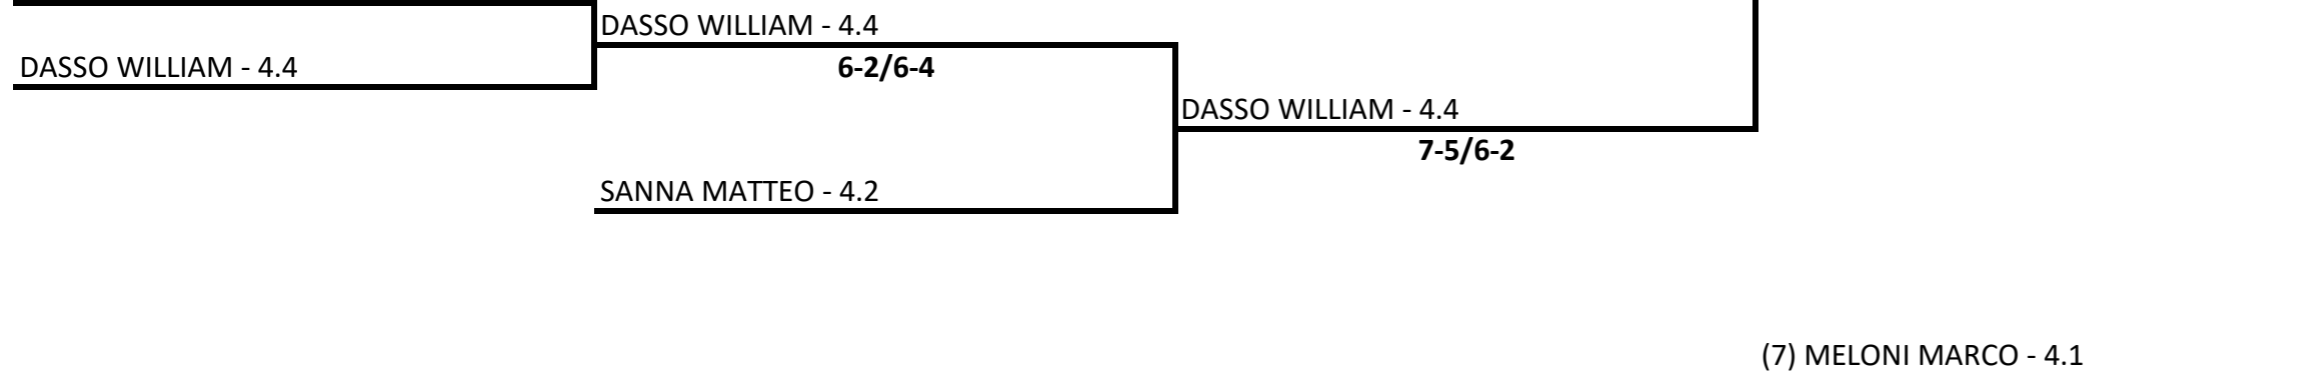 DASSO WILLIAM - 4.4
DASSO WILLIAM - 4.4
6-2/6-4
DASSO WILLIAM - 4.4
7-5/6-2
SANNA MATTEO - 4.2
(7) MELONI MARCO - 4.1